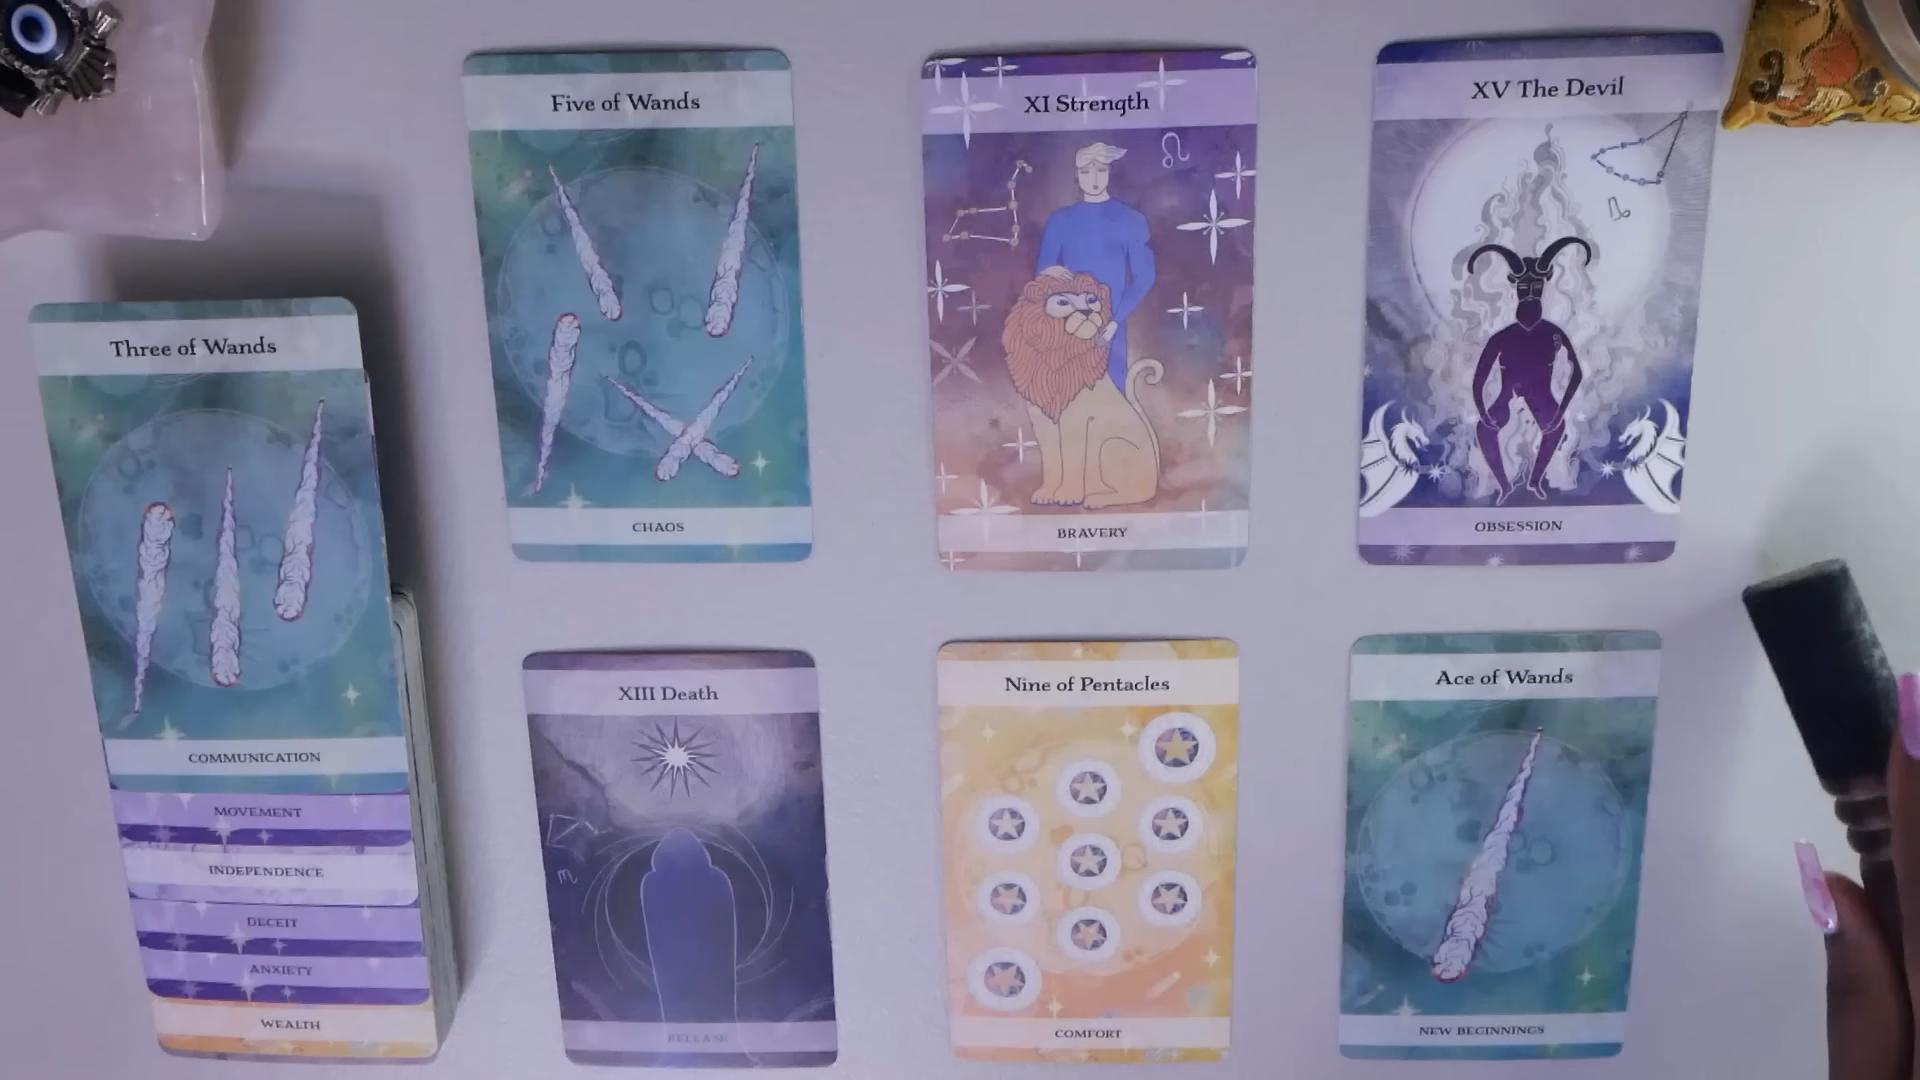 Five of Wands
CHAOS
XI Strength
BRAVERY
XV The Devil
OBSESSION
Three of Wands
COMMUNICATION
MOVEMENT
INDEPENDENCE
DECEIT
ANXIETY
WEALTH
XIII Death
RELEASE
Nine of Pentacles
COMFORT
Ace of Wands
NEW BEGINNINGS